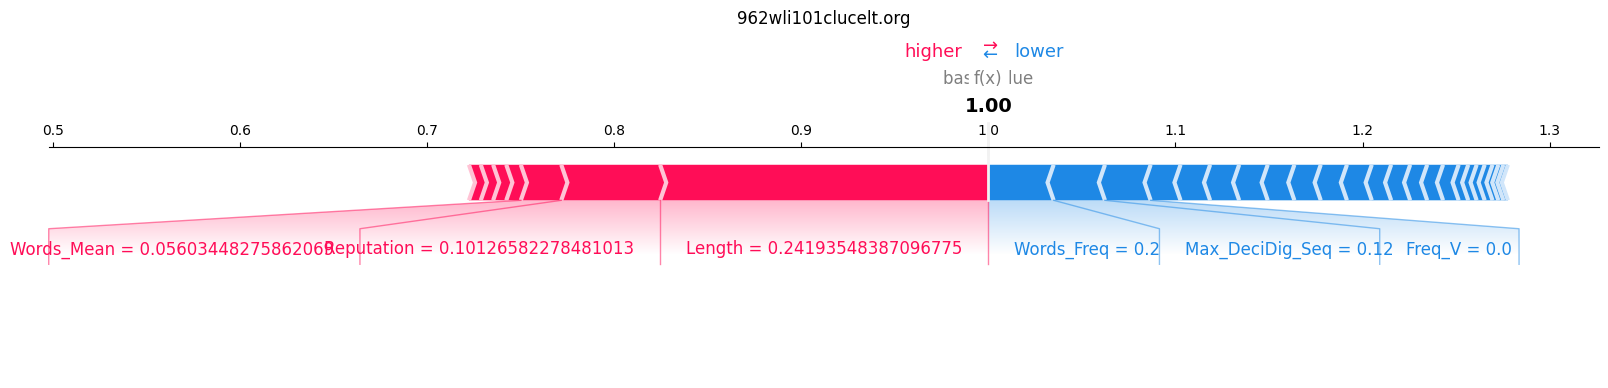 962wli101clucelt.org
higher ⇄ lower
bas f(x) lue
1.00
0.5 0.6 0.7 0.8 0.9 1.0 1.1 1.2 1.3
Words_Mean = 0.05603448275862069 Reputation = 0.10126582278481013 Length = 0.24193548387096775 Words_Freq = 0.2 Max_DeciDig_Seq = 0.12 Freq_V = 0.0